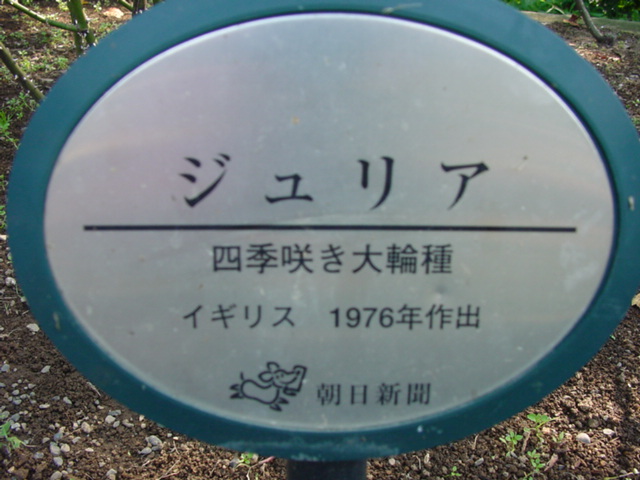 ジュリア
四季咲き大輪種
イギリス 1976年作出
朝日新聞